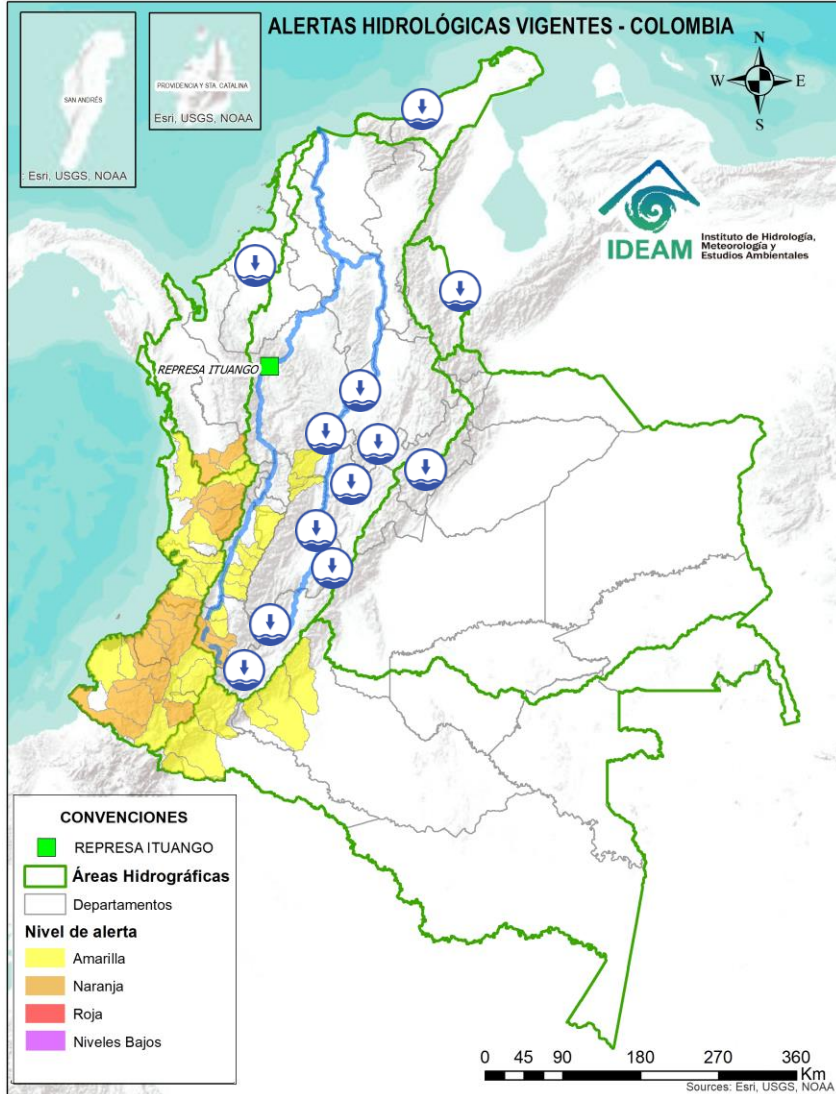 ALERTAS HIDROLÓGICAS VIGENTES - COLOMBIA
SAN ANDRÉS
: Esri, USGS, NOAA
PROVIDENCIA Y STA. CATALINA
Esri, USGS, NOAA
N
W E
S
IDEAM
Instituto de Hidrología,
Meteorología y
Estudios Ambientales
REPRESA ITUANGO
CONVENCIONES
REPRESA ITUANGO
Áreas Hidrográficas
Departamentos
Nivel de alerta
Amarilla
Naranja
Roja
Niveles Bajos
0 45 90 180 270 360
Km
Sources: Esri, USGS, NOAA